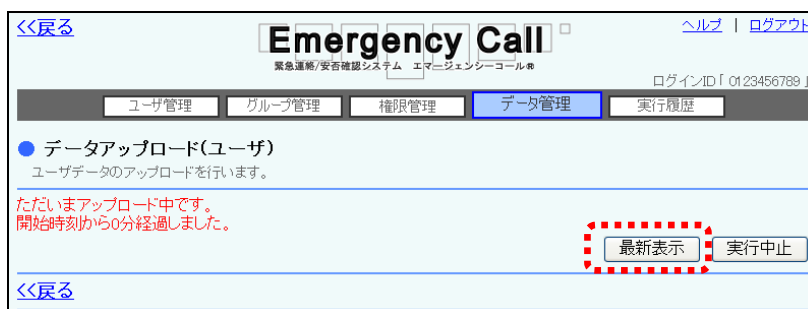 <<戻る
Emergency Call
緊急連絡/安否確認システム エマージェンシーコール®
ヘルプ | ログアウト
ログインID「0123456789」
ユーザ管理 グループ管理 権限管理 データ管理 実行履歴
データアップロード(ユーザ)
ユーザデータのアップロードを行います。
ただいまアップロード中です。
開始時刻から0分経過しました。
最新表示 実行中止
<<戻る